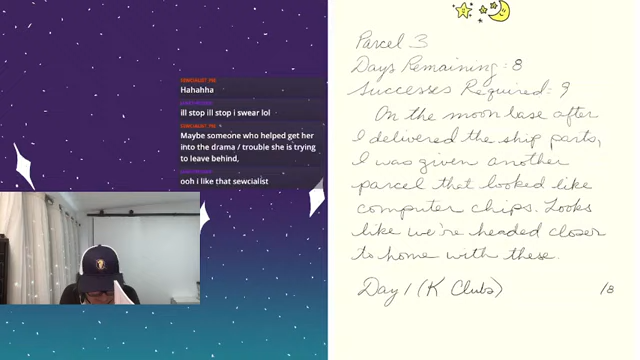 SEWCIALIST_PIE
Hahahha
ill stop ill stop i swear lol
SEWCIALIST_PIE
Maybe someone who helped get her
into the drama / trouble she is trying
to leave behind,
ooh i like that sewcialist
Parcel 3
Days Remaining = 8
Successes Required = 9
On the moon base after
I delivered the ship parts,
I was given another
parcel that looked like
computer chips. Looks
like we're headed closer
to home with these.
Day 1 (K Clubs)